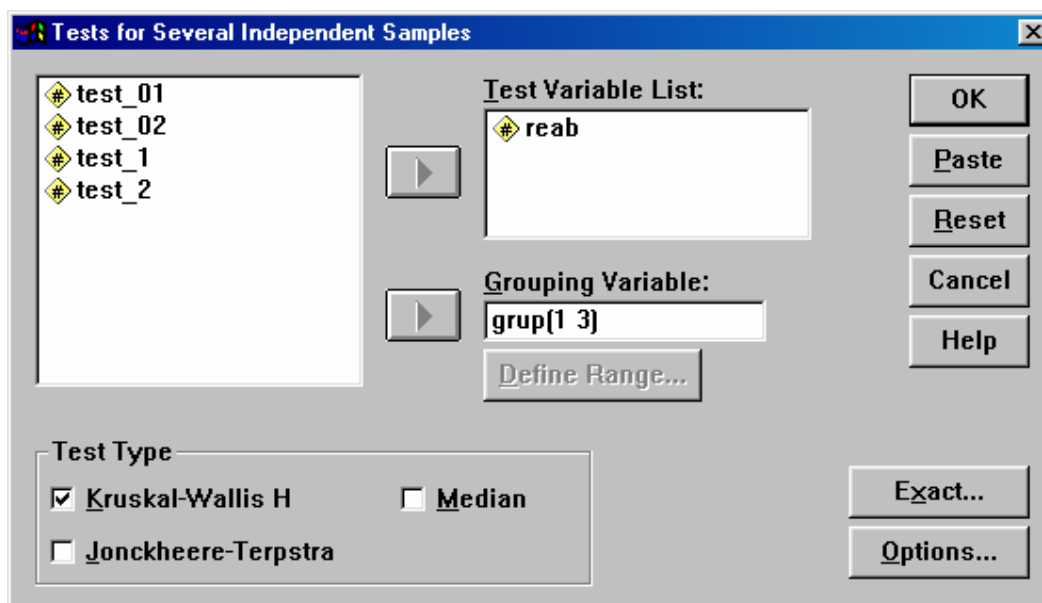 Tests for Several Independent Samples
test_01
test_02
test_1
test_2
Test Variable List:
reab
Grouping Variable:
grup(1 3)
Define Range...
OK
Paste
Reset
Cancel
Help
Test Type
Kruskal-Wallis H
Median
Jonckheere-Terpstra
Exact...
Options...